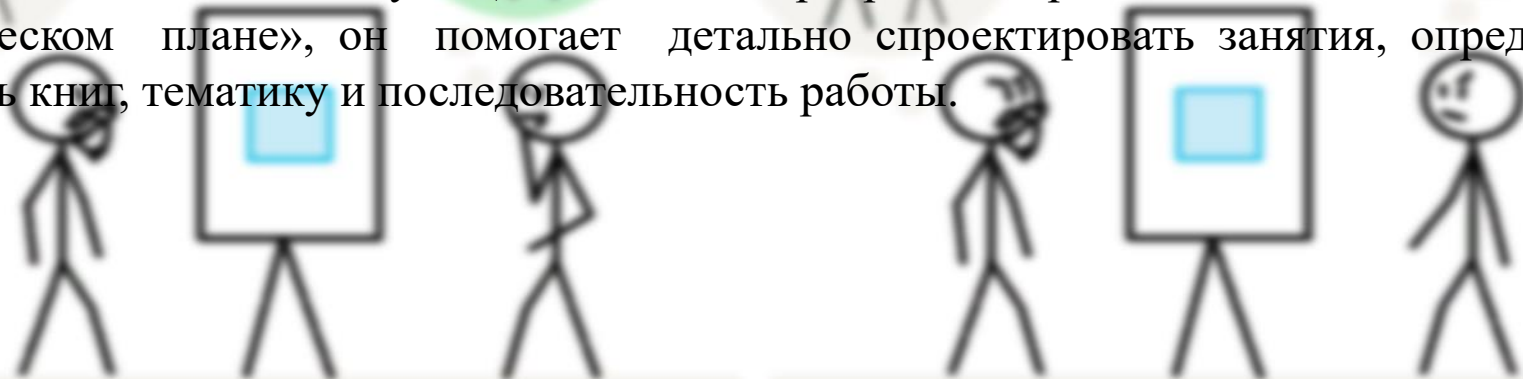 еском плане», он помогает детально спроектировать занятия, опред
ь книг, тематику и последовательность работы.